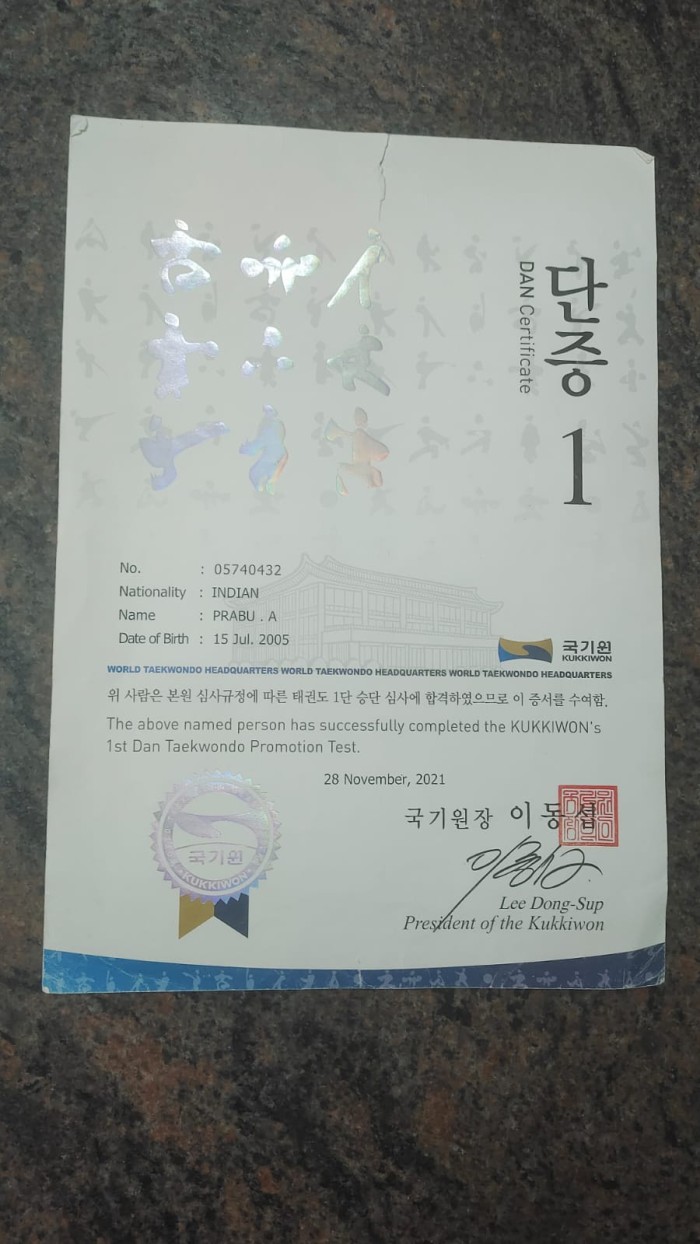 단증
DAN Certificate
1
No. : 05740432
Nationality : INDIAN
Name : PRABU . A
Date of Birth : 15 Jul. 2005
국기원
KUKKIWON
WORLD TAEKWONDO HEADQUARTERS WORLD TAEKWONDO HEADQUARTERS WORLD TAEKWONDO HEADQUARTERS
위 사람은 본원 심사규정에 따른 태권도 1단 승단 심사에 합격하였으므로 이 증서를 수여함.
The above named person has successfully completed the KUKKIWON's
1st Dan Taekwondo Promotion Test.
28 November, 2021
국기원장 이동섭
국기원
KUKKIWON
Lee Dong-Sup
President of the Kukkiwon